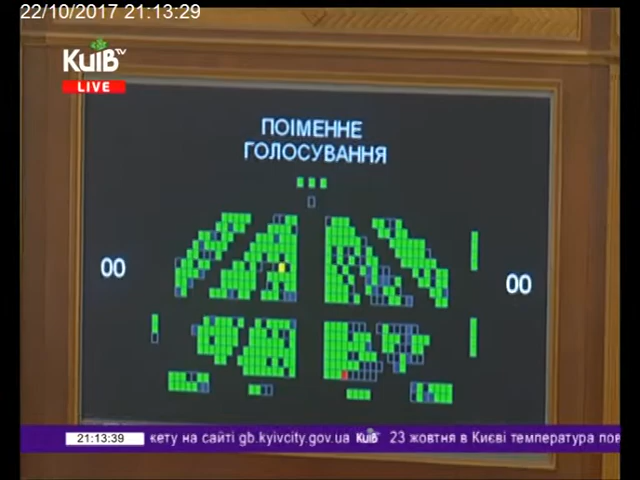 22/10/2017 21:13:29
КиїВ TV
LIVE
ПОІМЕННЕ
ГОЛОСУВАННЯ
00
00
21:13:39 кету на сайті gb.kyivcity.gov.ua КиїВ 23 жовтня в Києві температура пов